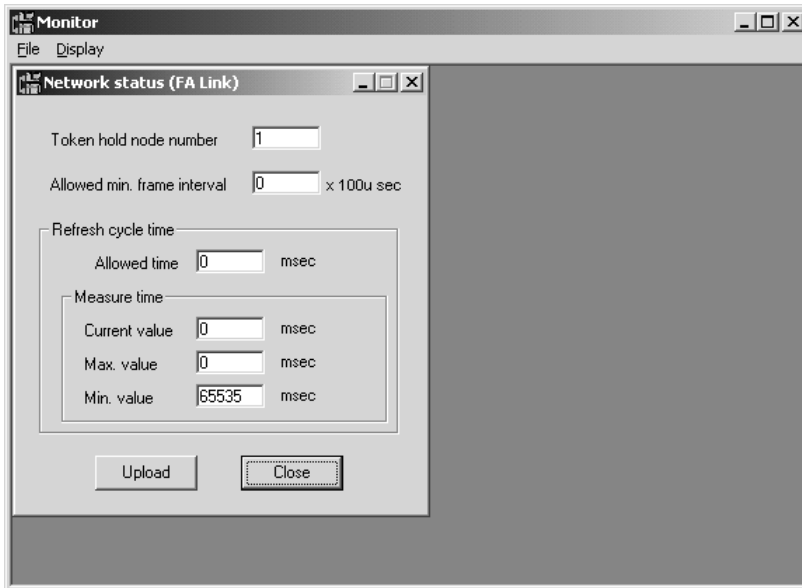 Monitor
File Display
Network status (FA Link)
Token hold node number 1
Allowed min. frame interval 0 x 100u sec
Refresh cycle time
Allowed time 0 msec
Measure time
Current value 0 msec
Max. value 0 msec
Min. value 65535 msec
Upload Close